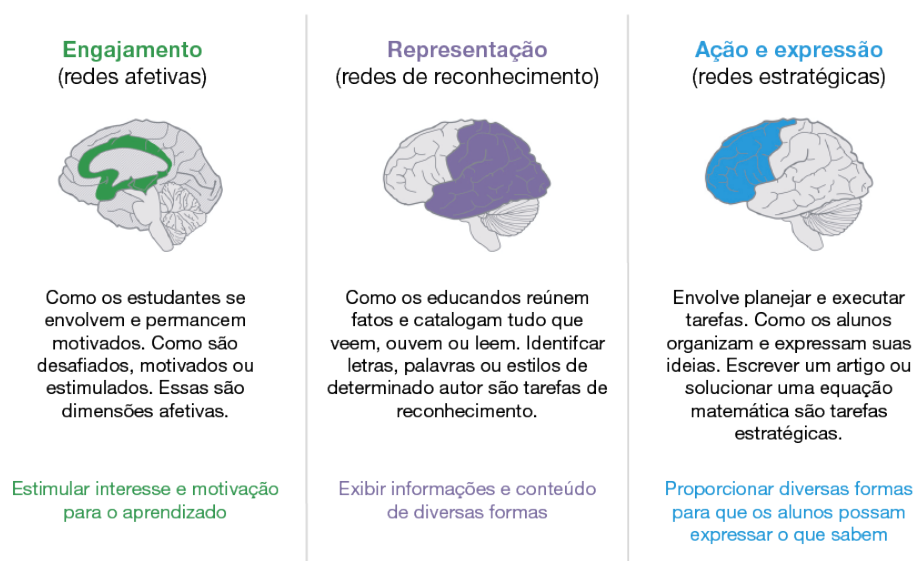 Engajamento
(redes afetivas)
Como os estudantes se
envolvem e permancem
motivados. Como são
desafiados, motivados ou
estimulados. Essas são
dimensões afetivas.
Estimular interesse e motivação
para o aprendizado
Representação
(redes de reconhecimento)
Como os educandos reúnem
fatos e catalogam tudo que
veem, ouvem ou leem. Identifcar
letras, palavras ou estilos de
determinado autor são tarefas de
reconhecimento.
Exibir informações e conteúdo
de diversas formas
Ação e expressão
(redes estratégicas)
Envolve planejar e executar
tarefas. Como os alunos
organizam e expressam suas
ideias. Escrever um artigo ou
solucionar uma equação
matemática são tarefas
estratégicas.
Proporcionar diversas formas
para que os alunos possam
expressar o que sabem